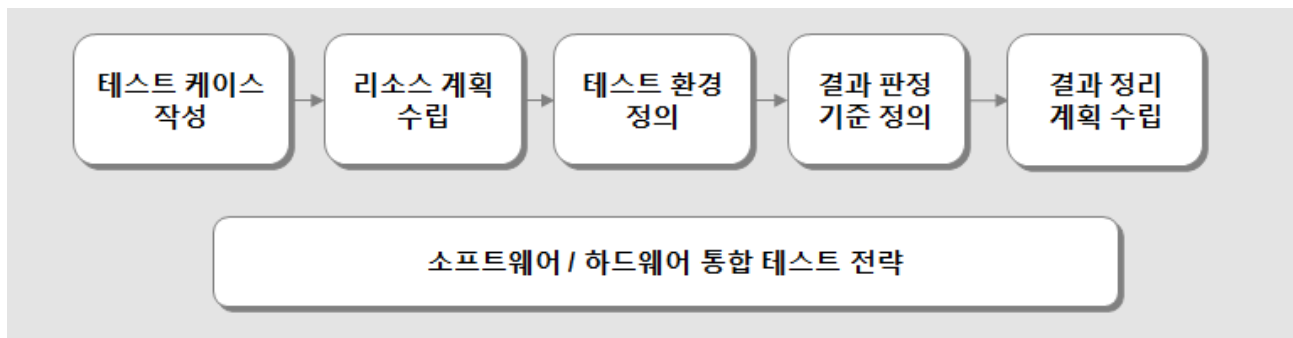 테스트 케이스
작성
리소스 계획
수립
테스트 환경
정의
결과 판정
기준 정의
결과 정리
계획 수립
소프트웨어 / 하드웨어 통합 테스트 전략